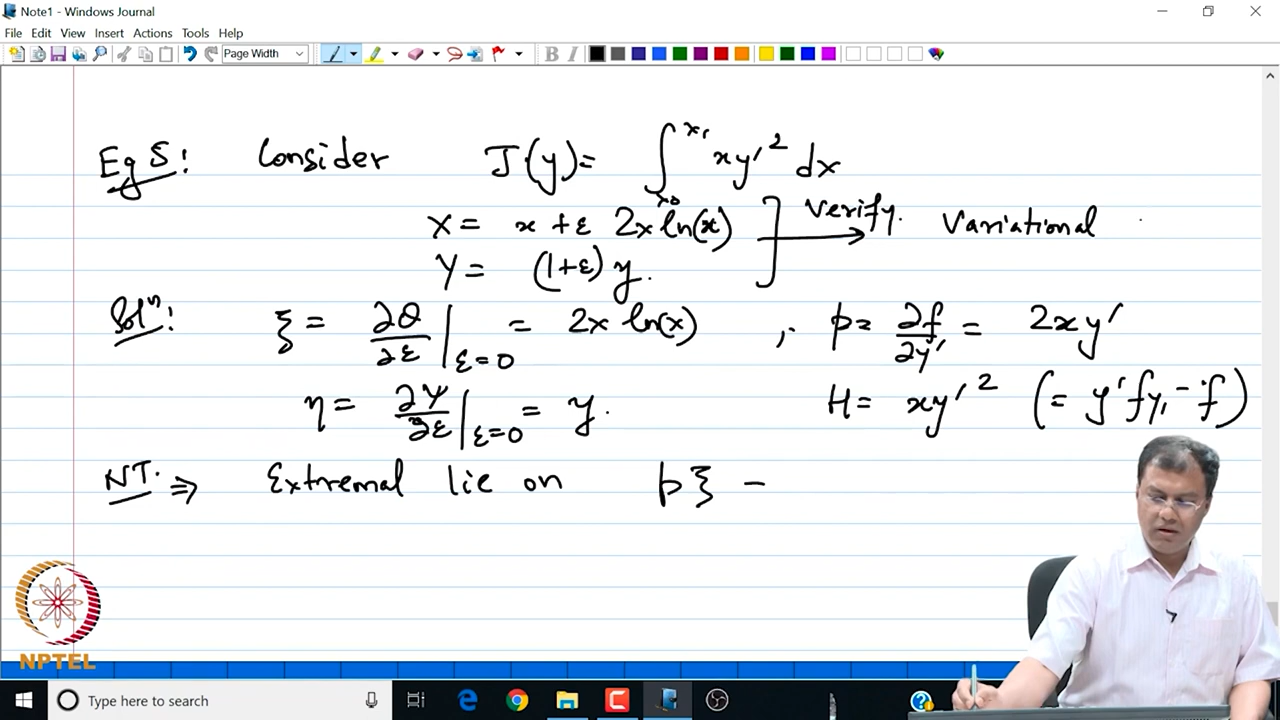 Note1 - Windows Journal
File Edit View Insert Actions Tools Help
Page Width
B I
Eg 5: Consider J(y) = ∫_{x₀}^{x₁} xy'² dx
X = x + ε 2x ln(x) ] verify. Variational
Y = (1+ε) y.
Solⁿ: ξ = ∂θ/∂ε |_{ε=0} = 2x ln(x) , p = ∂f/∂y' = 2xy'
η = ∂Ψ/∂ε |_{ε=0} = y. H = xy'² (= y'f_{y'} - f)
NT. ⇒ Extremal lie on pξ -
NPTEL
Type here to search